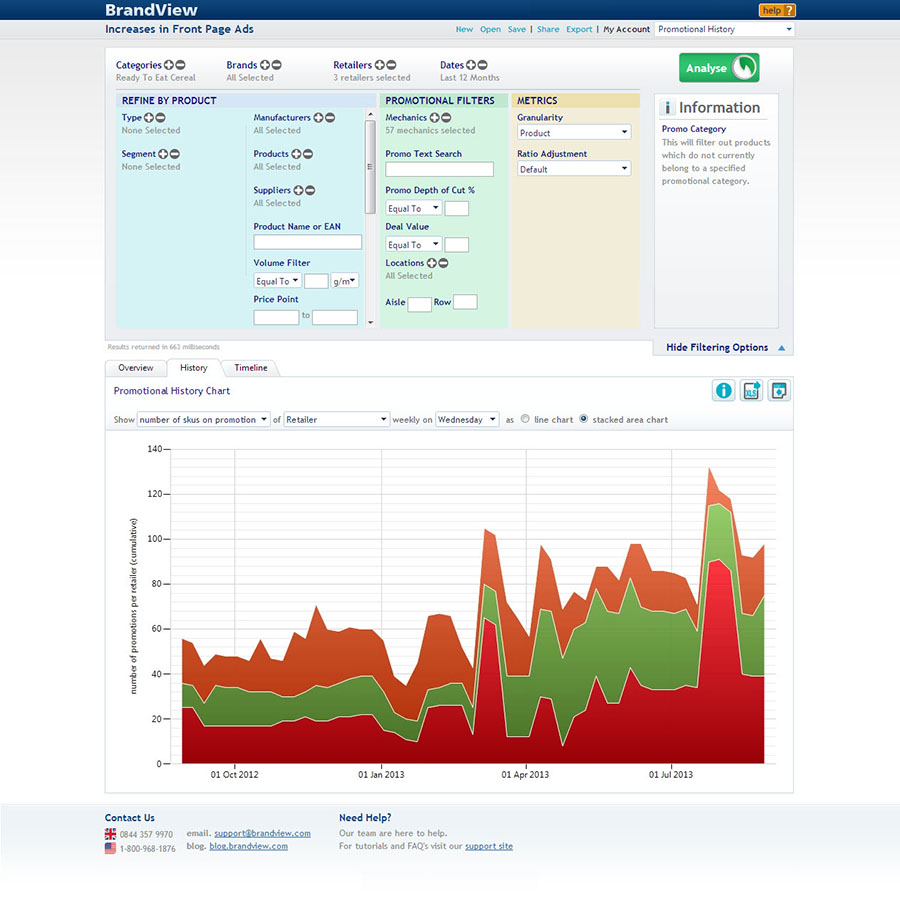 BrandView
help ?
Increases in Front Page Ads
New Open Save | Share Export | My Account Promotional History
Categories Brands Retailers Dates
Ready To Eat Cereal All Selected 3 retailers selected Last 12 Months
Analyse
REFINE BY PRODUCT
Type
None Selected
Segment
None Selected
Manufacturers
All Selected
Products
All Selected
Suppliers
All Selected
Product Name or EAN
Volume Filter
Equal To g/m
Price Point
to
PROMOTIONAL FILTERS
Mechanics
57 mechanics selected
Promo Text Search
Promo Depth of Cut %
Equal To
Deal Value
Equal To
Locations
All Selected
Aisle Row
METRICS
Granularity
Product
Ratio Adjustment
Default
i Information
Promo Category
This will filter out products
which do not currently
belong to a specified
promotional category.
Results returned in 663 milliseconds
Hide Filtering Options
Overview History Timeline
Promotional History Chart
i XLS
Show number of skus on promotion of Retailer weekly on Wednesday as line chart stacked area chart
number of promotions per retailer (cumulative)
140
120
100
80
60
40
20
0
01 Oct 2012 01 Jan 2013 01 Apr 2013 01 Jul 2013
Contact Us
0844 357 9970
1-800-968-1876
email. support@brandview.com
blog. blog.brandview.com
Need Help?
Our team are here to help.
For tutorials and FAQ's visit our support site